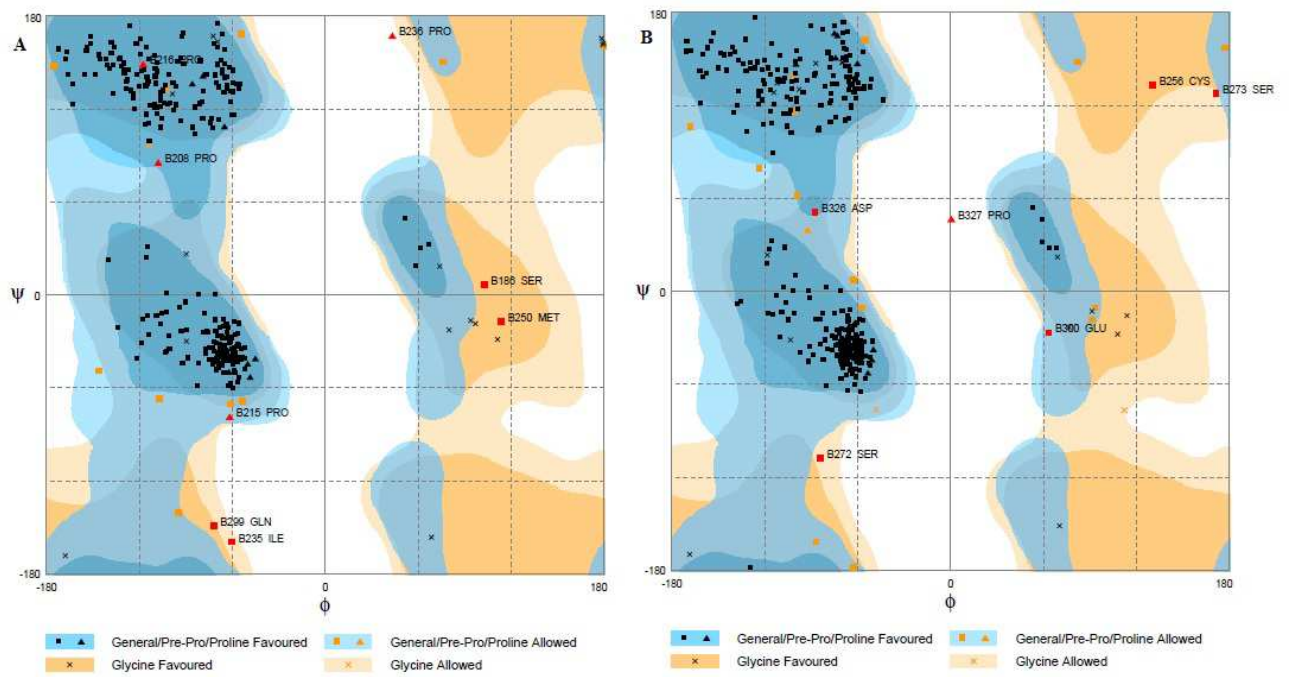 A
180
B236 PRO
B216 PRO
B208 PRO
B186 SER
B250 MET
B215 PRO
B299 GLN
B235 ILE
ψ
0
-180
-180
0
180
ϕ
General/Pre-Pro/Proline Favoured
General/Pre-Pro/Proline Allowed
Glycine Favoured
Glycine Allowed
B
180
B256 CYS
B273 SER
B326 ASP
B327 PRO
GLU
B272 SER
ψ
0
-180
-180
0
180
ϕ
General/Pre-Pro/Proline Favoured
General/Pre-Pro/Proline Allowed
Glycine Favoured
Glycine Allowed